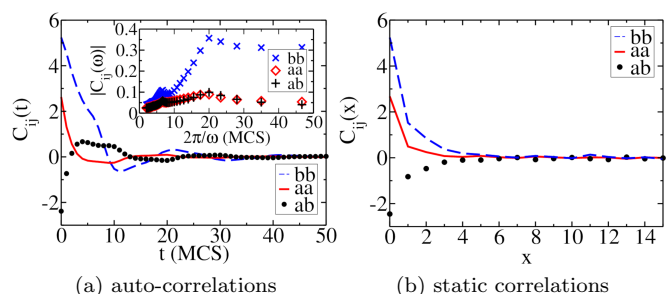 6
4
2
0
-2
C_ij(t)
0 10 20 30 40 50
t (MCS)
bb
aa
ab
0.4
0.3
0.2
0.1
0
|C_ij(ω)|
0 10 20 30 40 50
2π/ω (MCS)
bb
aa
ab
(a) auto-correlations
6
4
2
0
-2
C_ij(x)
0 2 4 6 8 10 12 14
x
bb
aa
ab
(b) static correlations